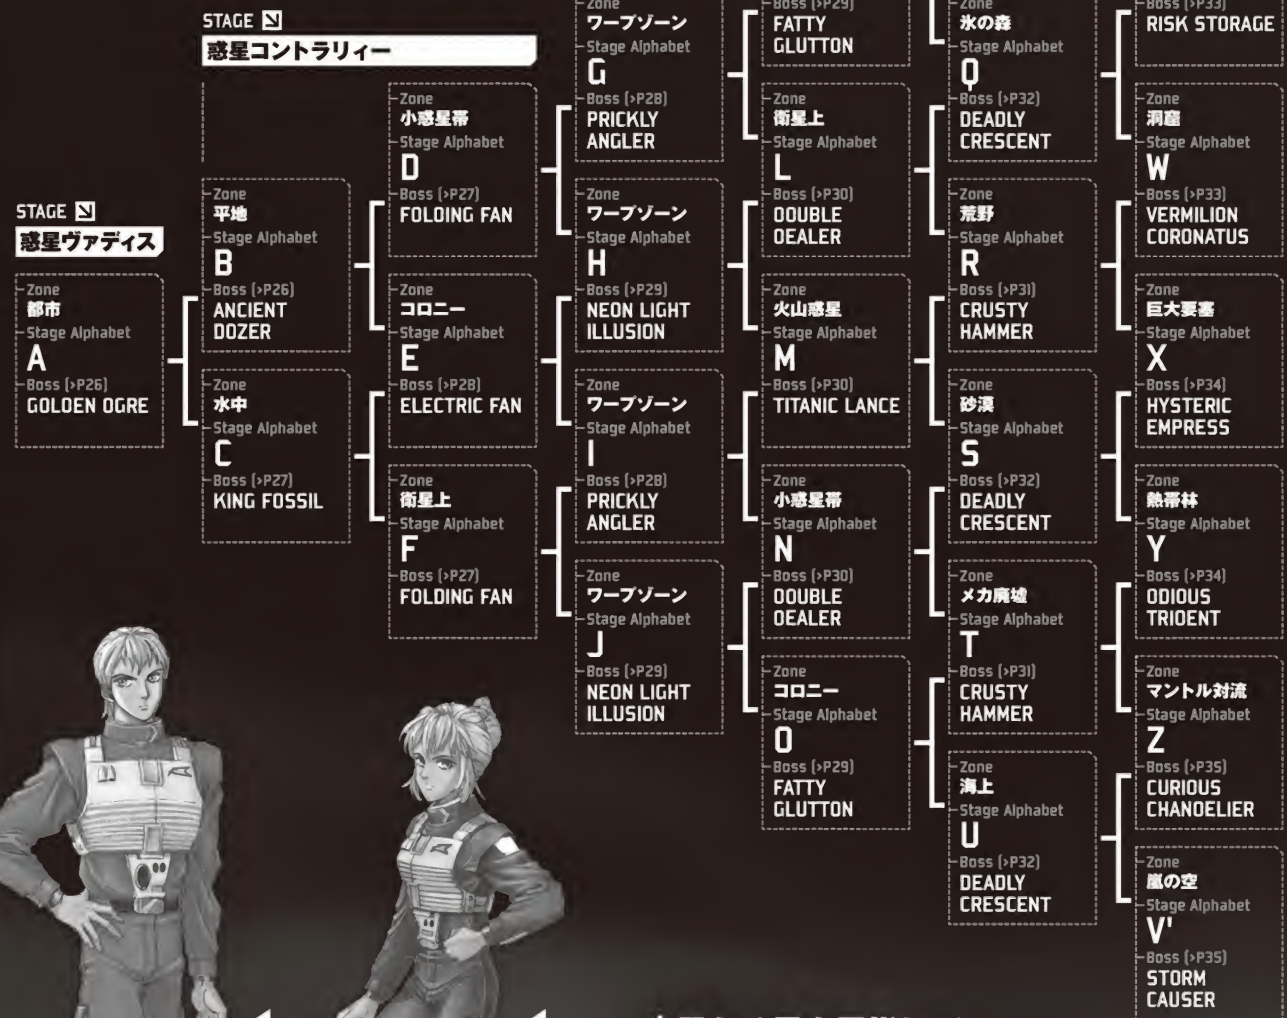 STAGE
惑星ヴァディス
Zone
都市
Stage Alphabet
A
Boss (>P26)
GOLDEN OGRE
STAGE
惑星コントラリィー
Zone
平地
Stage Alphabet
B
Boss (>P26)
ANCIENT
DOZER
Zone
水中
Stage Alphabet
C
Boss (>P27)
KING FOSSIL
Zone
小惑星帯
Stage Alphabet
D
Boss (>P27)
FOLDING FAN
Zone
コロニー
Stage Alphabet
E
Boss (>P28)
ELECTRIC FAN
Zone
衛星上
Stage Alphabet
F
Boss (>P27)
FOLDING FAN
Zone
ワープゾーン
Stage Alphabet
G
Boss (>P28)
PRICKLY
ANGLER
Zone
ワープゾーン
Stage Alphabet
H
Boss (>P29)
NEON LIGHT
ILLUSION
Zone
ワープゾーン
Stage Alphabet
I
Boss (>P28)
PRICKLY
ANGLER
Zone
ワープゾーン
Stage Alphabet
J
Boss (>P29)
NEON LIGHT
ILLUSION
Boss (>P29)
FATTY
GLUTTON
Zone
衛星上
Stage Alphabet
L
Boss (>P30)
DOUBLE
DEALER
Zone
火山惑星
Stage Alphabet
M
Boss (>P30)
TITANIC LANCE
Zone
小惑星帯
Stage Alphabet
N
Boss (>P30)
DOUBLE
DEALER
Zone
コロニー
Stage Alphabet
O
Boss (>P29)
FATTY
GLUTTON
Zone
氷の森
Stage Alphabet
Q
Boss (>P32)
DEADLY
CRESCENT
Zone
荒野
Stage Alphabet
R
Boss (>P31)
CRUSTY
HAMMER
Zone
砂漠
Stage Alphabet
S
Boss (>P32)
DEADLY
CRESCENT
Zone
メカ廃墟
Stage Alphabet
T
Boss (>P31)
CRUSTY
HAMMER
Zone
海上
Stage Alphabet
U
Boss (>P32)
DEADLY
CRESCENT
Boss (>P33)
RISK STORAGE
Zone
洞窟
Stage Alphabet
W
Boss (>P33)
VERMILION
CORONATUS
Zone
巨大要塞
Stage Alphabet
X
Boss (>P34)
HYSTERIC
EMPRESS
Zone
熱帯林
Stage Alphabet
Y
Boss (>P34)
ODIOUS
TRIDENT
Zone
マントル対流
Stage Alphabet
Z
Boss (>P35)
CURIOUS
CHANDELIER
Zone
嵐の空
Stage Alphabet
V'
Boss (>P35)
STORM
CAUSER